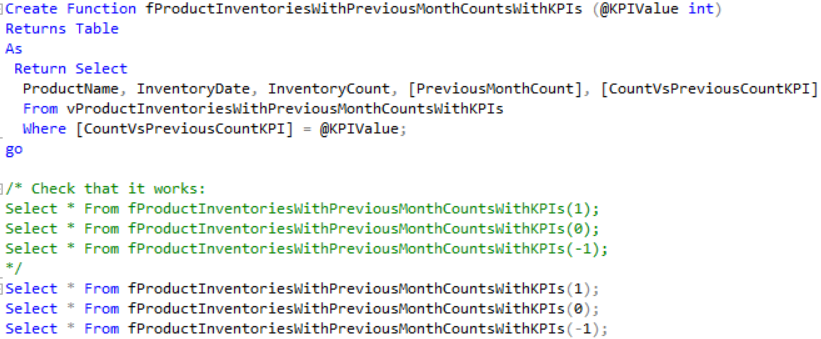 Create Function fProductInventoriesWithPreviousMonthCountsWithKPIs (@KPIValue int)
Returns Table
As
Return Select
ProductName, InventoryDate, InventoryCount, [PreviousMonthCount], [CountVsPreviousCountKPI]
From vProductInventoriesWithPreviousMonthCountsWithKPIs
Where [CountVsPreviousCountKPI] = @KPIValue;
go
/* Check that it works:
Select * From fProductInventoriesWithPreviousMonthCountsWithKPIs(1);
Select * From fProductInventoriesWithPreviousMonthCountsWithKPIs(0);
Select * From fProductInventoriesWithPreviousMonthCountsWithKPIs(-1);
*/
Select * From fProductInventoriesWithPreviousMonthCountsWithKPIs(1);
Select * From fProductInventoriesWithPreviousMonthCountsWithKPIs(0);
Select * From fProductInventoriesWithPreviousMonthCountsWithKPIs(-1);